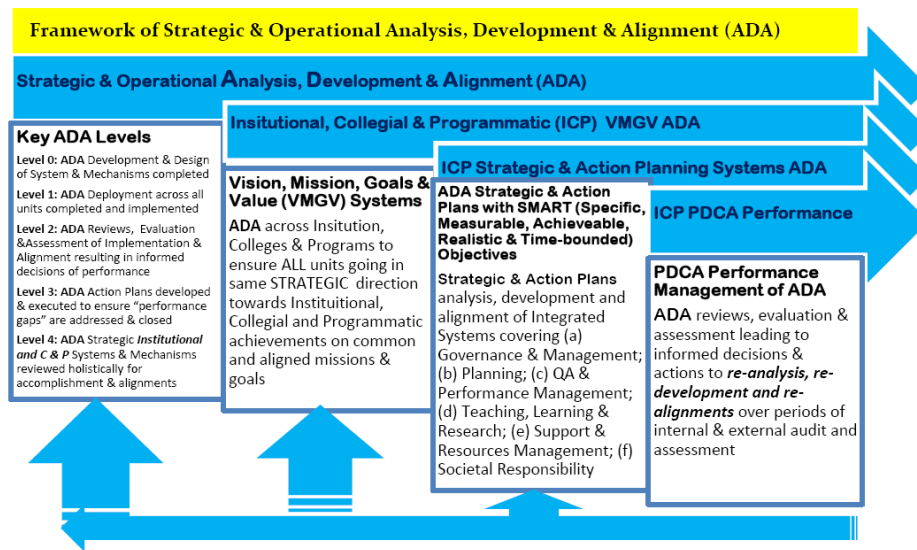 Framework of Strategic & Operational Analysis, Development & Alignment (ADA)
Strategic & Operational Analysis, Development & Alignment (ADA)
Insitutional, Collegial & Programmatic (ICP) VMGV ADA
ICP Strategic & Action Planning Systems ADA
ICP PDCA Performance
Key ADA Levels
Level 0: ADA Development & Design
of System & Mechanisms completed
Level 1: ADA Deployment across all
units completed and implemented
Level 2: ADA Reviews, Evaluation
&Assessment of Implementation &
Alignment resulting in informed
decisions of performance
Level 3: ADA Action Plans developed
& executed to ensure “performance
gaps” are addressed & closed
Level 4: ADA Strategic Institutional
and C & P Systems & Mechanisms
reviewed holistically for
accomplishment & alignments
Vision, Mission, Goals &
Value (VMGV) Systems
ADA across Insitution,
Colleges & Programs to
ensure ALL units going in
same STRATEGIC direction
towards Instituitional,
Collegial and Programmatic
achievements on common
and aligned missions &
goals
ADA Strategic & Action
Plans with SMART (Specific,
Measurable, Achieveable,
Realistic & Time-bounded)
Objectives
Strategic & Action Plans
analysis, development and
alignment of Integrated
Systems covering (a)
Governance & Management;
(b) Planning; (c) QA &
Performance Management;
(d) Teaching, Learning &
Research; (e) Support &
Resources Management; (f)
Societal Responsibility
PDCA Performance
Management of ADA
ADA reviews, evaluation &
assessment leading to
informed decisions &
actions to re-analysis, re-
development and re-
alignments over periods of
internal & external audit and
assessment